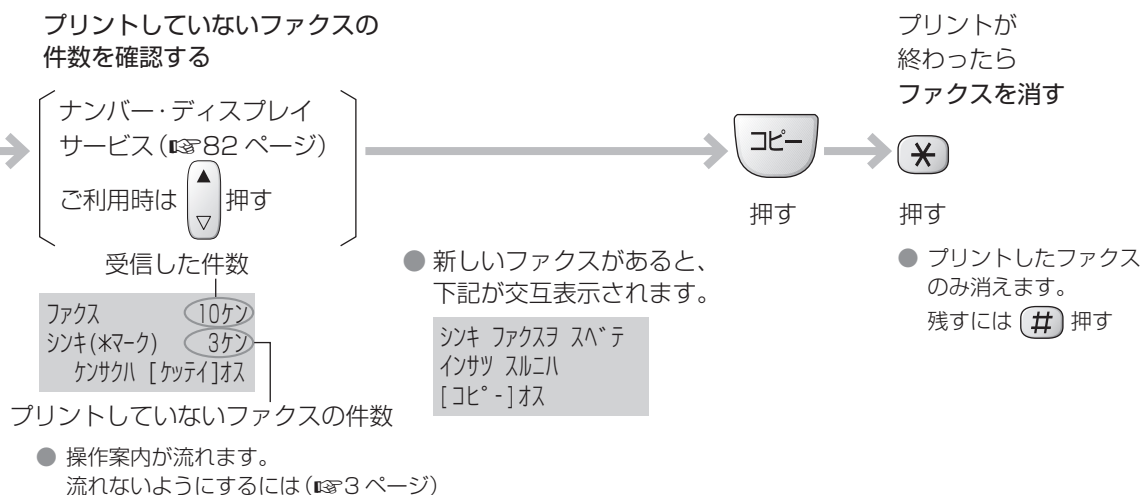 プリントしていないファクスの
件数を確認する
ナンバー・ディスプレイ
サービス(☞82 ページ)
ご利用時は ▲ ▽ 押す
受信した件数
ファクス 10ケン
シンキ(*マーク) 3ケン
ケンサクハ [ケッテイ]オス
プリントしていないファクスの件数
● 操作案内が流れます。
流れないようにするには(☞3 ページ)
● 新しいファクスがあると、
下記が交互表示されます。
シンキ ファクスヲ スベテ
インサツ スルニハ
[コピー]オス
コピー
押す
プリントが
終わったら
ファクスを消す
*
押す
● プリントしたファクス
のみ消えます。
残すには # 押す